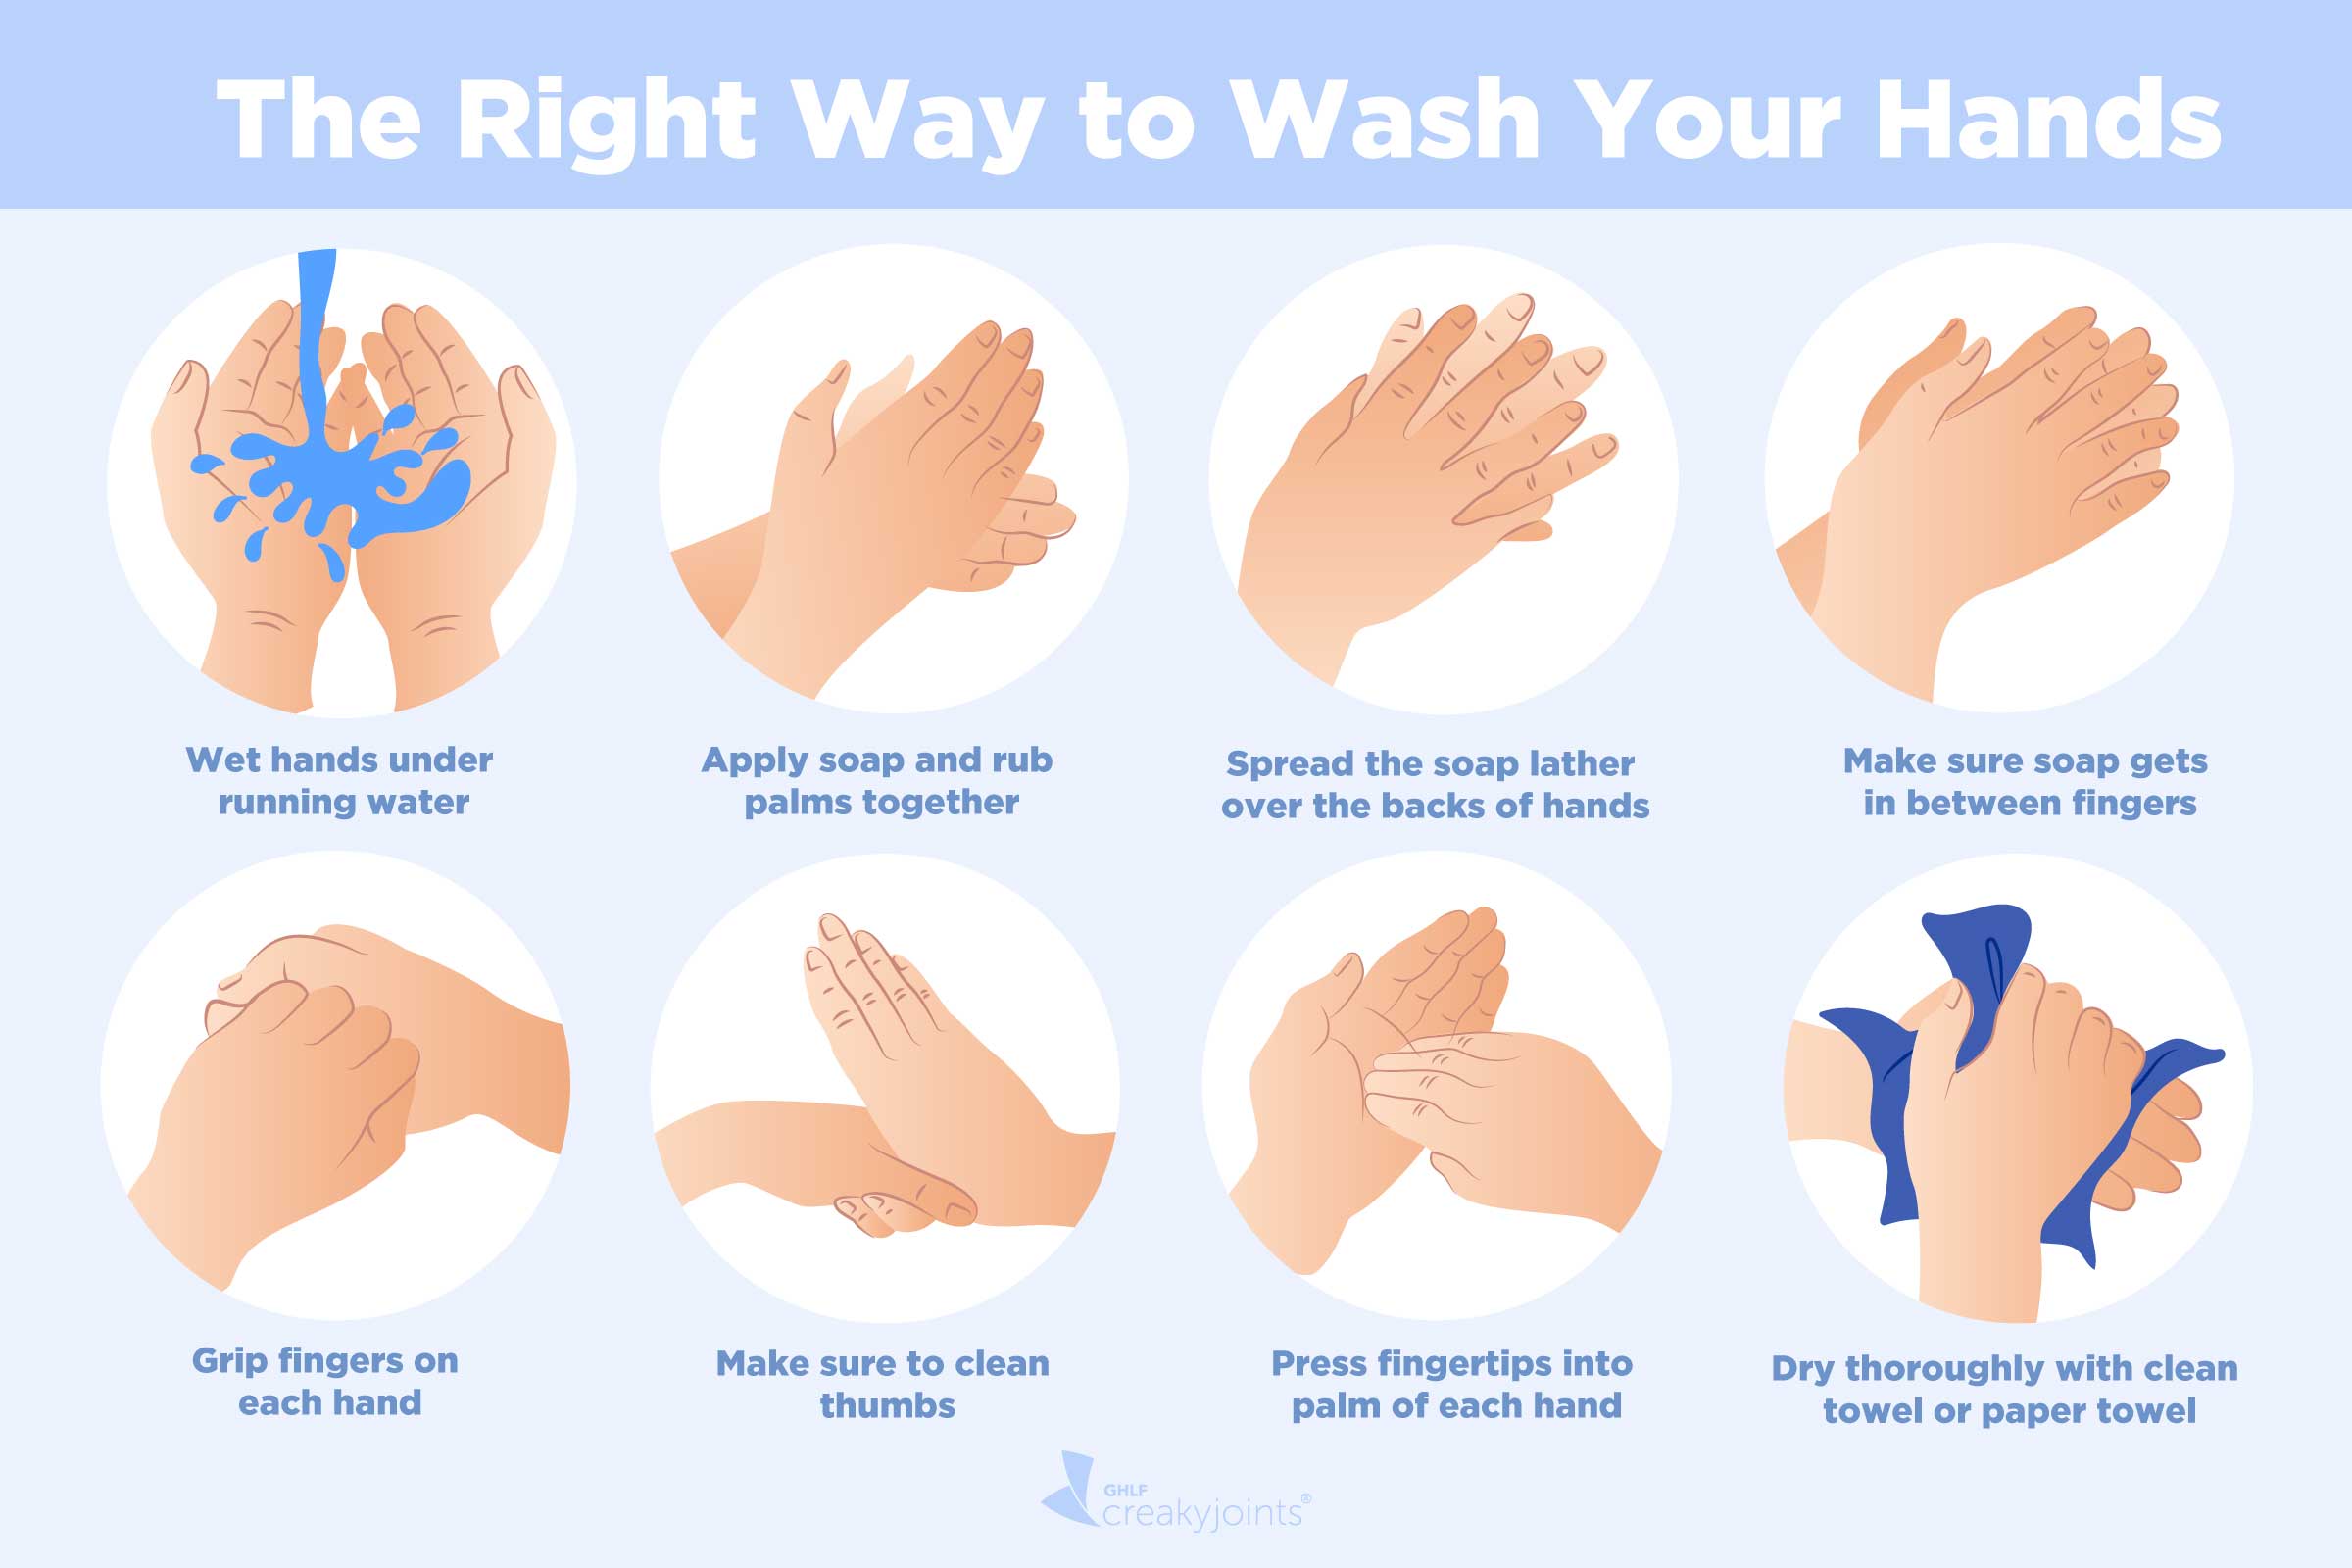 The Right Way to Wash Your Hands
Wet hands under
running water
Apply soap and rub
palms together
Spread the soap lather
over the backs of hands
Make sure soap gets
in between fingers
Grip fingers on
each hand
Make sure to clean
thumbs
Press fingertips into
palm of each hand
Dry thoroughly with clean
towel or paper towel
GHLF
creakyjoints®